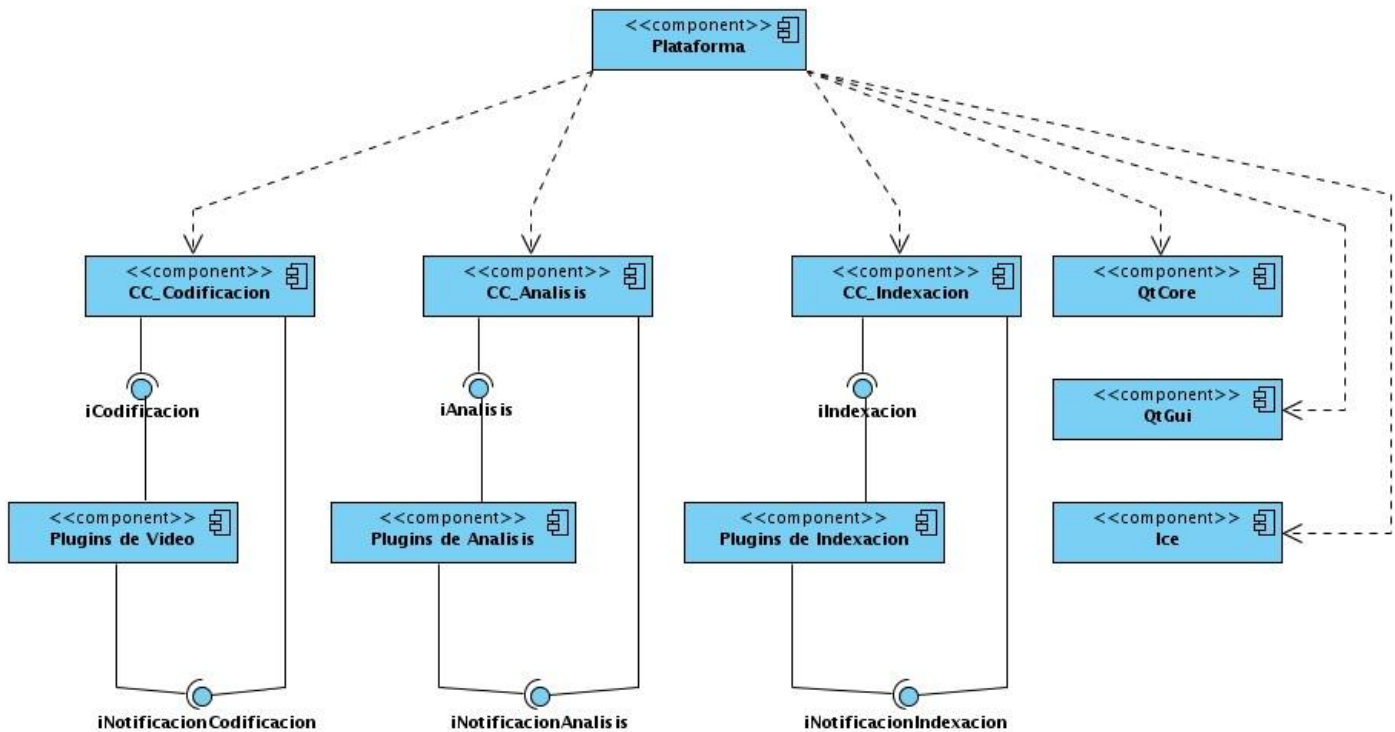 <<component>>
Plataforma
<<component>>
CC_Codificacion
<<component>>
CC_Analisis
<<component>>
CC_Indexacion
<<component>>
QtCore
iCodificacion
iAnalisis
iIndexacion
<<component>>
QtGui
<<component>>
Plugins de Video
<<component>>
Plugins de Analisis
<<component>>
Plugins de Indexacion
<<component>>
Ice
iNotificacionCodificacion
iNotificacionAnalisis
iNotificacionIndexacion